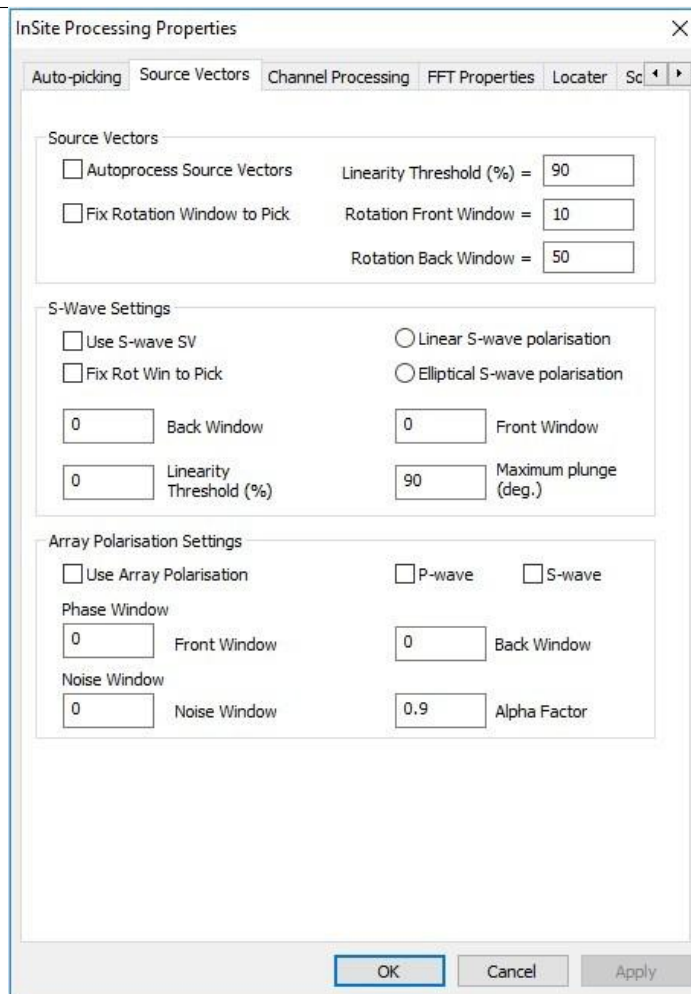 InSite Processing Properties
Auto-picking Source Vectors Channel Processing FFT Properties Locater Sc
Source Vectors
Autoprocess Source Vectors Linearity Threshold (%) = 90
Fix Rotation Window to Pick Rotation Front Window = 10
Rotation Back Window = 50
S-Wave Settings
Use S-wave SV Linear S-wave polarisation
Fix Rot Win to Pick Elliptical S-wave polarisation
0 Back Window 0 Front Window
0 Linearity Threshold (%) 90 Maximum plunge (deg.)
Array Polarisation Settings
Use Array Polarisation P-wave S-wave
Phase Window
0 Front Window 0 Back Window
Noise Window
0 Noise Window 0.9 Alpha Factor
OK Cancel Apply